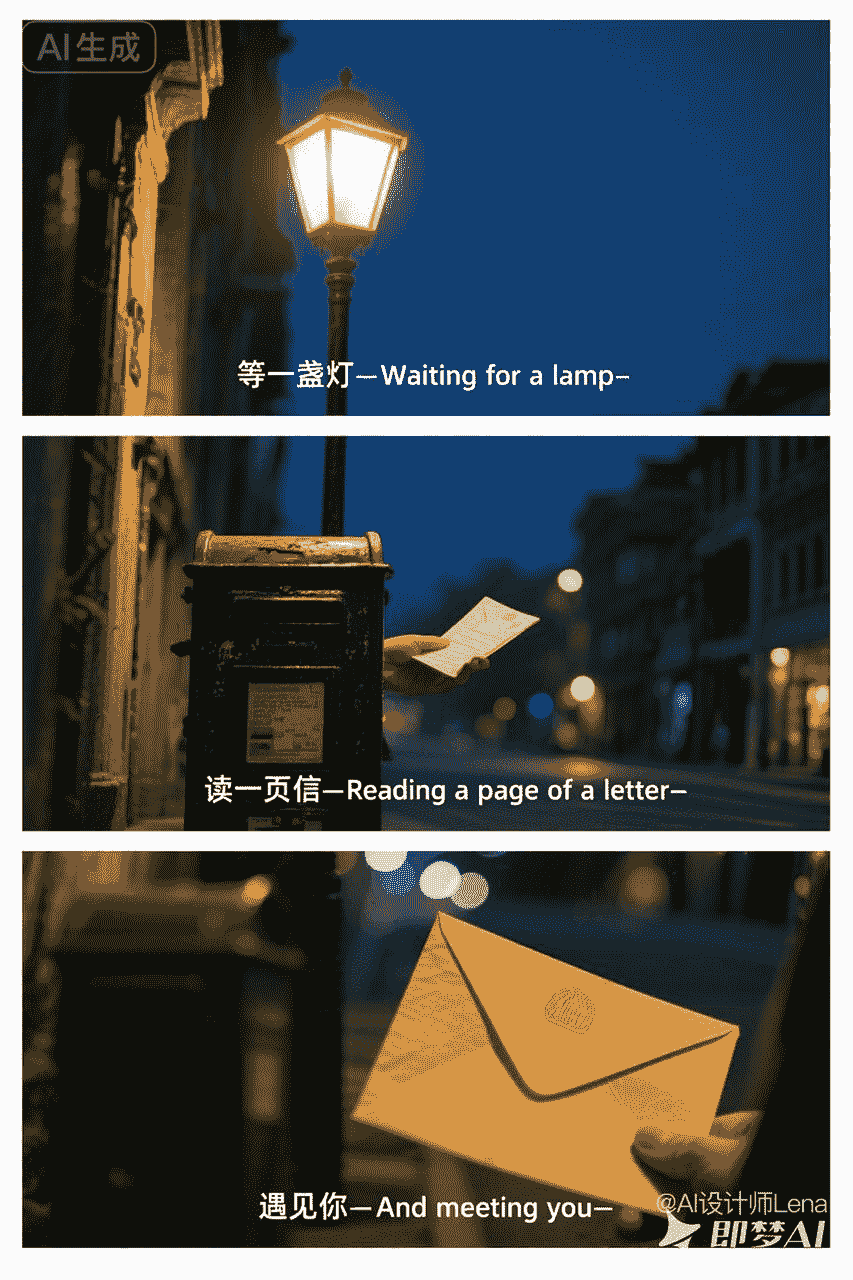 AI生成
等一盏灯—Waiting for a lamp—
读一页信—Reading a page of a letter—
遇见你—And meeting you—
@AI设计师Lena
即梦AI